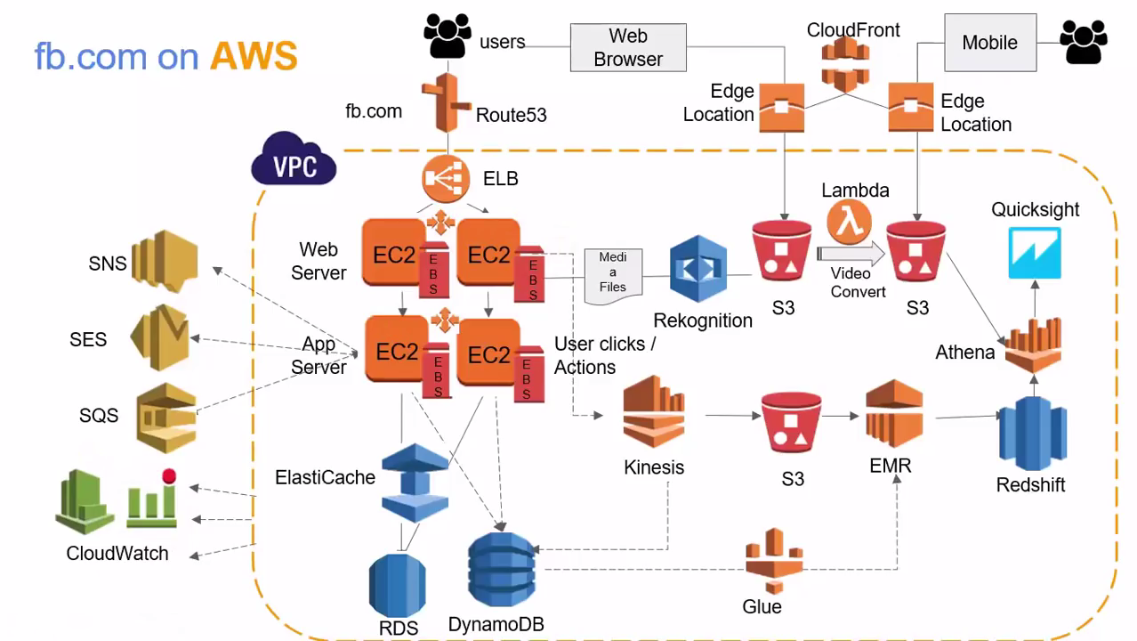 fb.com on AWS
users
Web
Browser
CloudFront
Mobile
Edge
Location
Edge
Location
fb.com
Route53
VPC
ELB
Lambda
Quicksight
SNS
Web
Server
EC2
EBS
EC2
EBS
Medi
a
Files
Rekognition
S3
Video
Convert
S3
SES
App
Server
EC2
EBS
EC2
EBS
User clicks /
Actions
Athena
SQS
Kinesis
S3
EMR
Redshift
ElastiCache
CloudWatch
RDS
DynamoDB
Glue